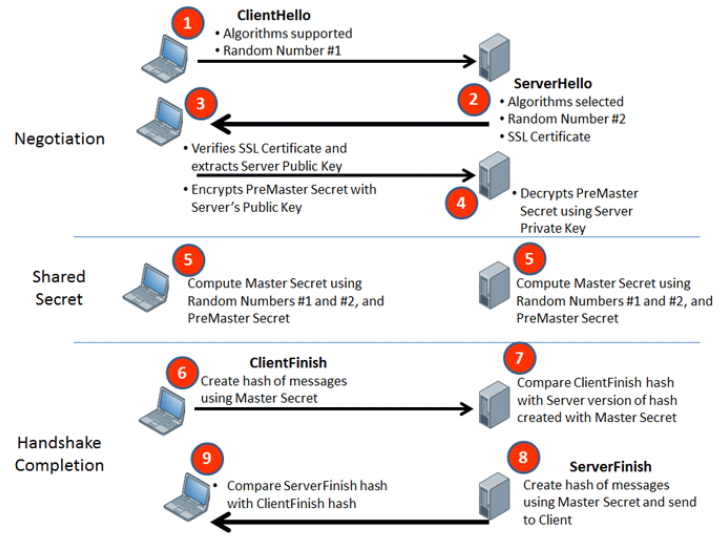 1
ClientHello
• Algorithms supported
• Random Number #1
ServerHello
2
• Algorithms selected
• Random Number #2
• SSL Certificate
3
Negotiation
• Verifies SSL Certificate and
extracts Server Public Key
• Encrypts PreMaster Secret with
Server's Public Key
4
• Decrypts PreMaster
Secret using Server
Private Key
Shared
Secret
5
Compute Master Secret using
Random Numbers #1 and #2, and
PreMaster Secret
5
Compute Master Secret using
Random Numbers #1 and #2, and
PreMaster Secret
6
ClientFinish
Create hash of messages
using Master Secret
7
Compare ClientFinish hash
with Server version of hash
created with Master Secret
Handshake
Completion
9
• Compare ServerFinish hash
with ClientFinish hash
8
ServerFinish
Create hash of messages
using Master Secret and send
to Client